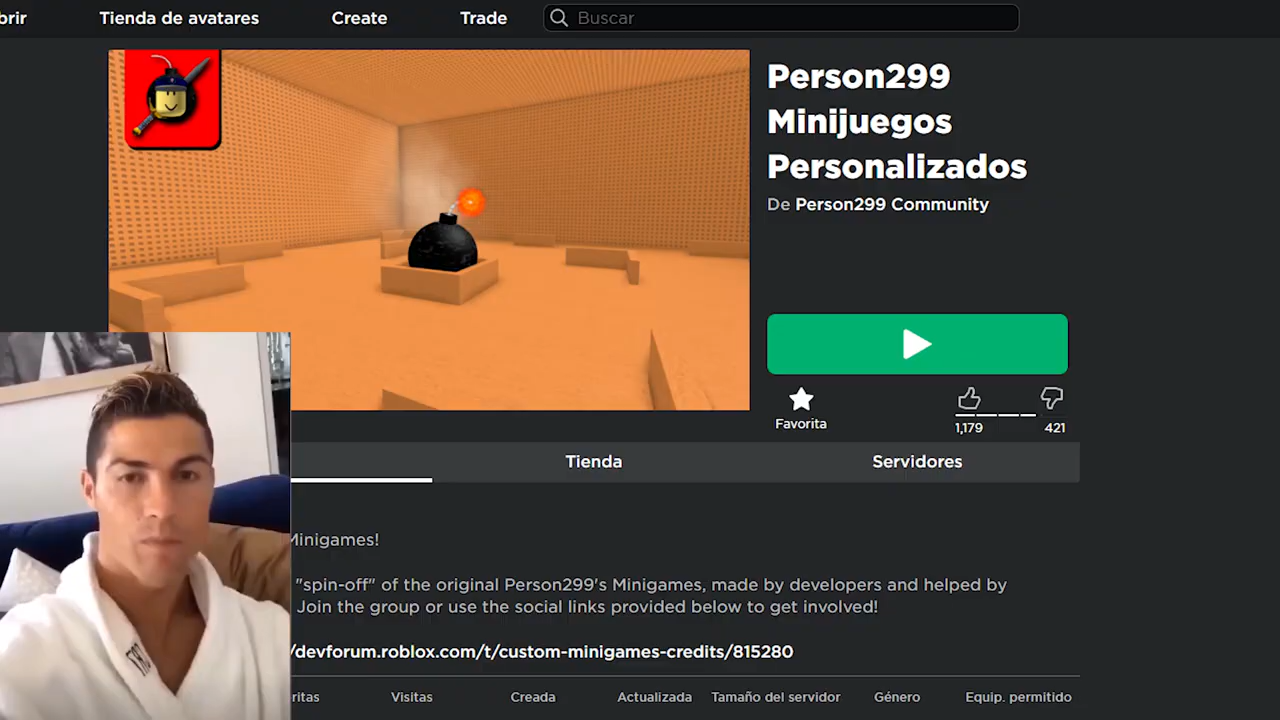 brir Tienda de avatares Create Trade Buscar
Person299
Minijuegos
Personalizados
De Person299 Community
Favorita
1,179 421
Tienda Servidores
Minigames!
"spin-off" of the original Person299's Minigames, made by developers and helped by
Join the group or use the social links provided below to get involved!
/devforum.roblox.com/t/custom-minigames-credits/815280
ritas Visitas Creada Actualizada Tamaño del servidor Género Equip. permitido